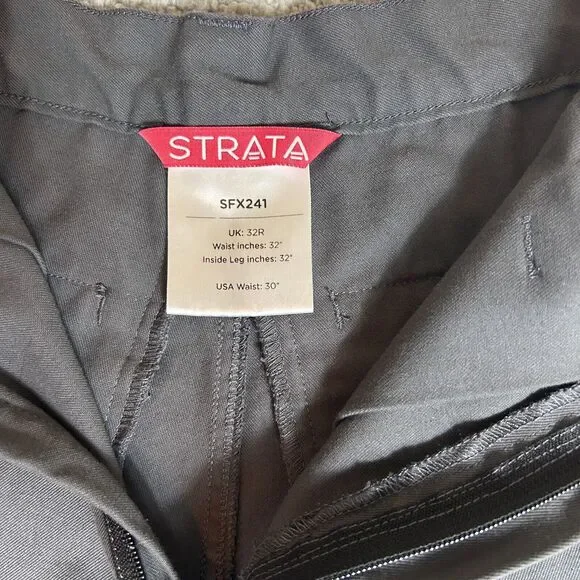 STRATA
SFX241
UK: 32R
Waist inches: 32"
Inside Leg inches: 32"
USA Waist: 30"